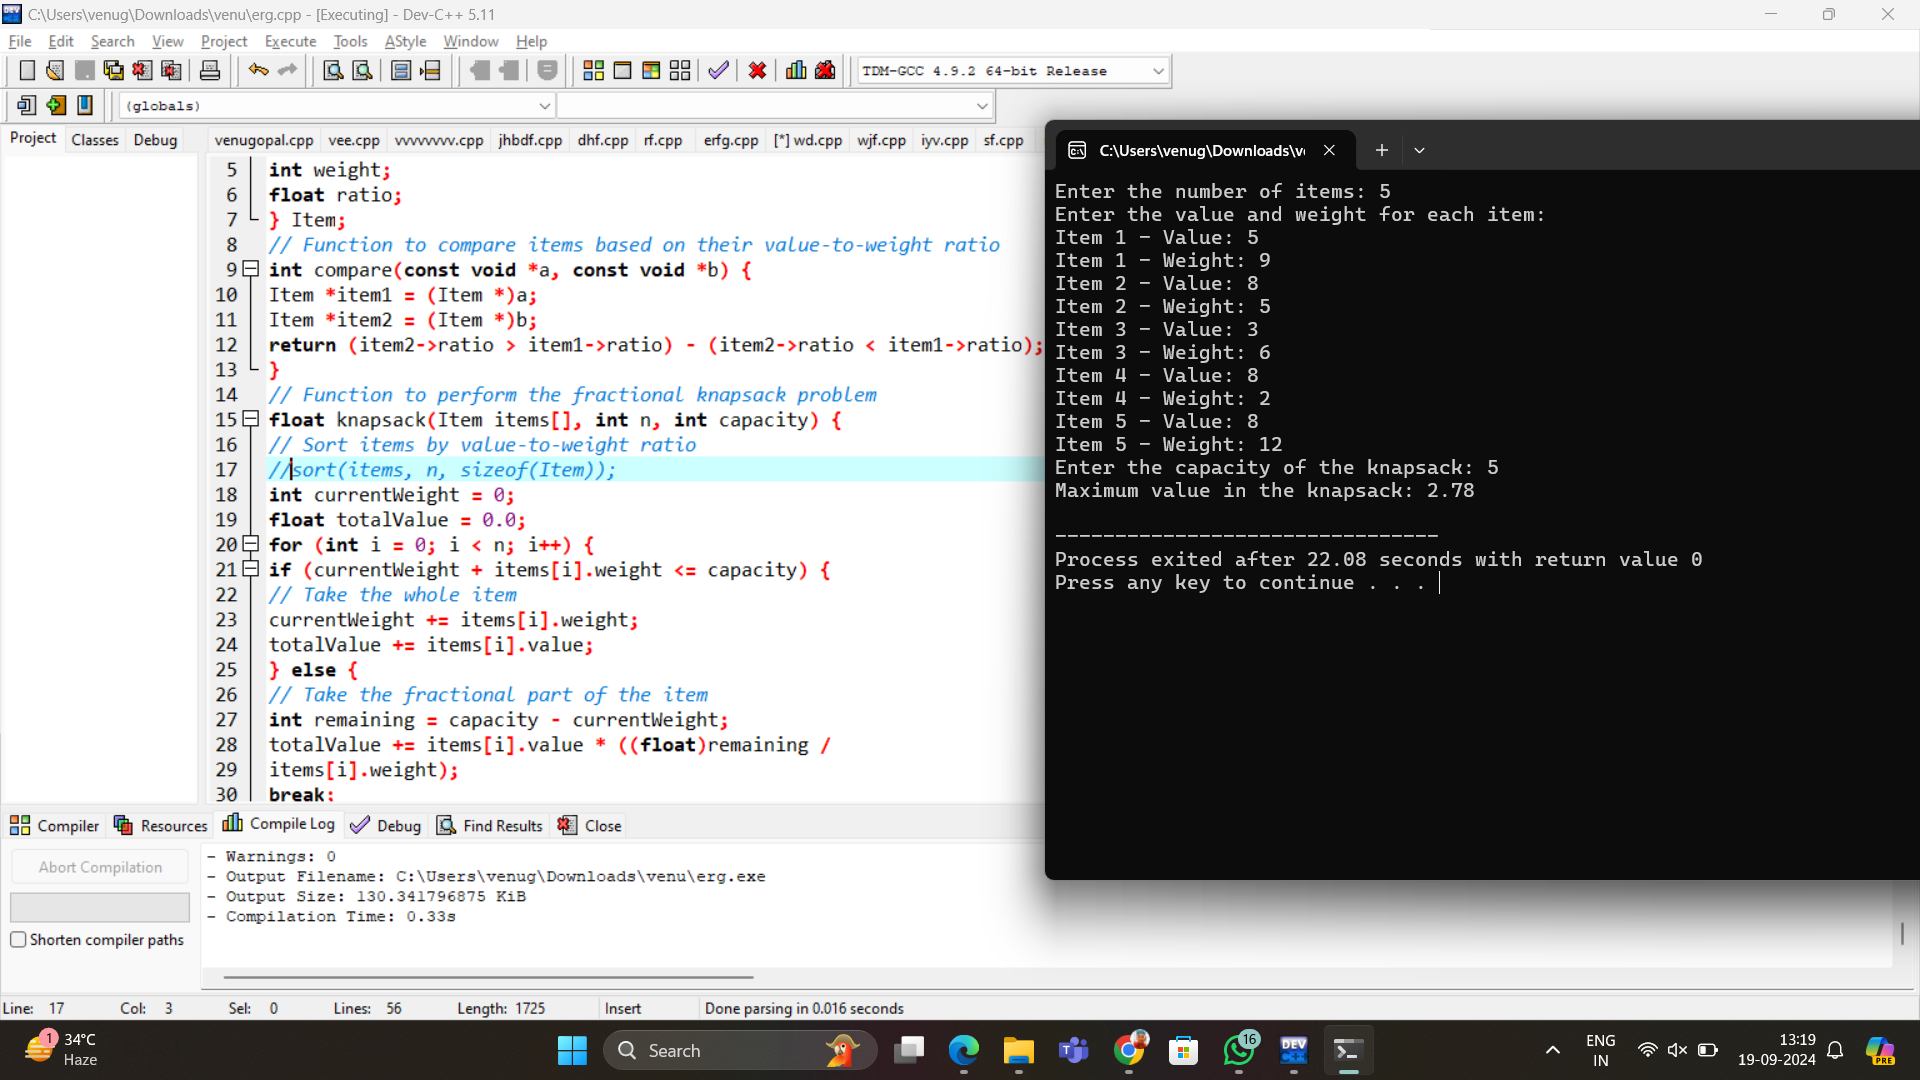 C:\Users\venug\Downloads\venu\erg.cpp - [Executing] - Dev-C++ 5.11
File Edit Search View Project Execute Tools AStyle Window Help
TDM-GCC 4.9.2 64-bit Release
(globals)
Project Classes Debug
venugopal.cpp vee.cpp vvvvvvvv.cpp jhbdf.cpp dhf.cpp rf.cpp erfg.cpp [*] wd.cpp wjf.cpp iyv.cpp sf.cpp
5 int weight;
6 float ratio;
7 } Item;
8 // Function to compare items based on their value-to-weight ratio
9 int compare(const void *a, const void *b) {
10 Item *item1 = (Item *)a;
11 Item *item2 = (Item *)b;
12 return (item2->ratio > item1->ratio) - (item2->ratio < item1->ratio);
13 }
14 // Function to perform the fractional knapsack problem
15 float knapsack(Item items[], int n, int capacity) {
16 // Sort items by value-to-weight ratio
17 //sort(items, n, sizeof(Item));
18 int currentWeight = 0;
19 float totalValue = 0.0;
20 for (int i = 0; i < n; i++) {
21 if (currentWeight + items[i].weight <= capacity) {
22 // Take the whole item
23 currentWeight += items[i].weight;
24 totalValue += items[i].value;
25 } else {
26 // Take the fractional part of the item
27 int remaining = capacity - currentWeight;
28 totalValue += items[i].value * ((float)remaining /
29 items[i].weight);
30 break;
C:\Users\venug\Downloads\v
Enter the number of items: 5
Enter the value and weight for each item:
Item 1 - Value: 5
Item 1 - Weight: 9
Item 2 - Value: 8
Item 2 - Weight: 5
Item 3 - Value: 3
Item 3 - Weight: 6
Item 4 - Value: 8
Item 4 - Weight: 2
Item 5 - Value: 8
Item 5 - Weight: 12
Enter the capacity of the knapsack: 5
Maximum value in the knapsack: 2.78
--------------------------------
Process exited after 22.08 seconds with return value 0
Press any key to continue . . .
Compiler Resources Compile Log Debug Find Results Close
Abort Compilation
Shorten compiler paths
- Warnings: 0
- Output Filename: C:\Users\venug\Downloads\venu\erg.exe
- Output Size: 130.341796875 KiB
- Compilation Time: 0.33s
Line: 17 Col: 3 Sel: 0 Lines: 56 Length: 1725 Insert Done parsing in 0.016 seconds
1
34°C
Haze
Search
16
DEV
ENG
IN
13:19
19-09-2024
PRE